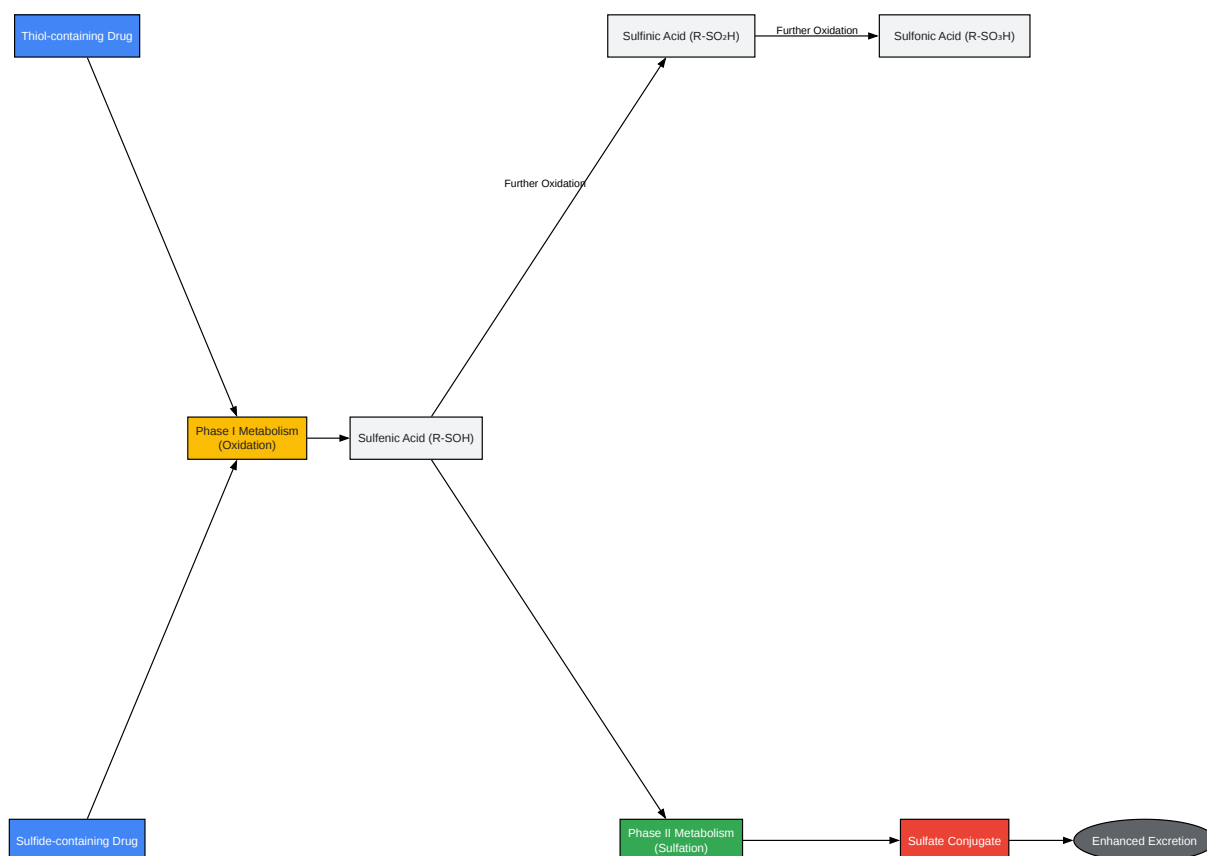 Thiol-containing Drug
Sulfinic Acid (R-SO₂H)
Further Oxidation
Sulfonic Acid (R-SO₃H)
Further Oxidation
Phase I Metabolism
(Oxidation)
Sulfenic Acid (R-SOH)
Sulfide-containing Drug
Phase II Metabolism
(Sulfation)
Sulfate Conjugate
Enhanced Excretion